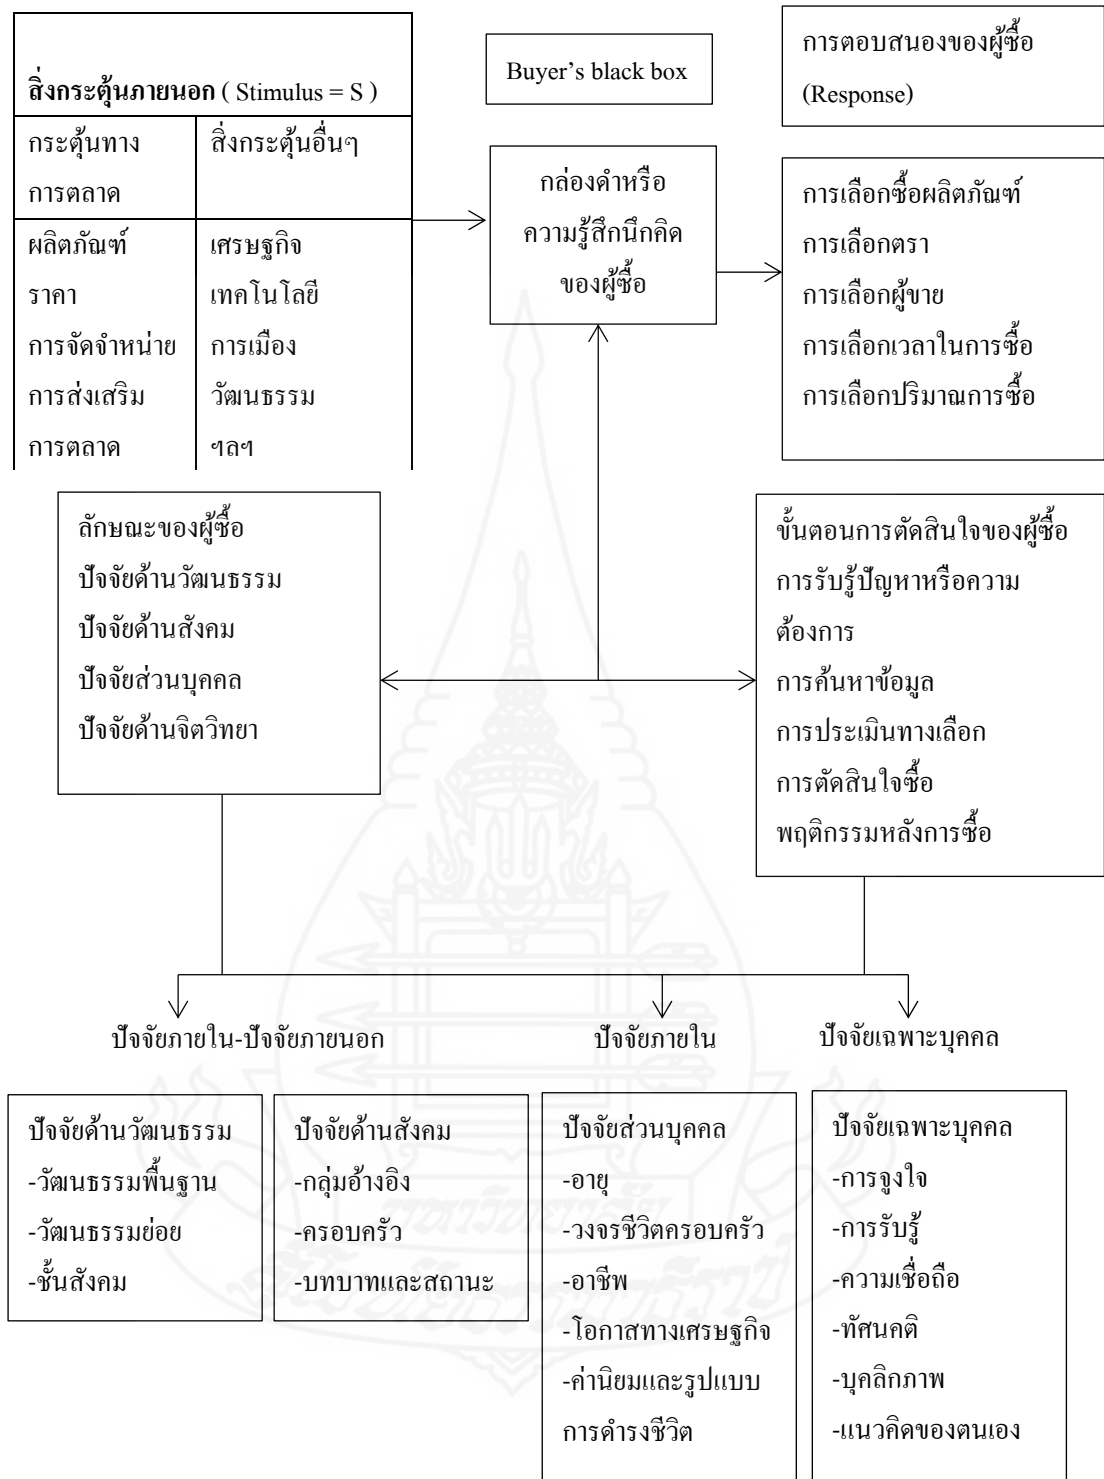 สิ่งกระตุ้นภายนอก ( Stimulus = S )
กระตุ้นทาง
การตลาด
สิ่งกระตุ้นอื่นๆ
ผลิตภัณฑ์
ราคา
การจัดจำหน่าย
การส่งเสริม
การตลาด
เศรษฐกิจ
เทคโนโลยี
การเมือง
วัฒนธรรม
ฯลฯ
Buyer's black box
กล่องดำหรือ
ความรู้สึกนึกคิด
ของผู้ซื้อ
การตอบสนองของผู้ซื้อ
(Response)
การเลือกซื้อผลิตภัณฑ์
การเลือกตรา
การเลือกผู้ขาย
การเลือกเวลาในการซื้อ
การเลือกปริมาณการซื้อ
ลักษณะของผู้ซื้อ
ปัจจัยด้านวัฒนธรรม
ปัจจัยด้านสังคม
ปัจจัยส่วนบุคคล
ปัจจัยด้านจิตวิทยา
ขั้นตอนการตัดสินใจของผู้ซื้อ
การรับรู้ปัญหาหรือความ
ต้องการ
การค้นหาข้อมูล
การประเมินทางเลือก
การตัดสินใจซื้อ
พฤติกรรมหลังการซื้อ
ปัจจัยภายใน-ปัจจัยภายนอก
ปัจจัยภายใน
ปัจจัยเฉพาะบุคคล
ปัจจัยด้านวัฒนธรรม
-วัฒนธรรมพื้นฐาน
-วัฒนธรรมย่อย
-ชั้นสังคม
ปัจจัยด้านสังคม
-กลุ่มอ้างอิง
-ครอบครัว
-บทบาทและสถานะ
ปัจจัยส่วนบุคคล
-อายุ
-วงจรชีวิตครอบครัว
-อาชีพ
-โอกาสทางเศรษฐกิจ
-ค่านิยมและรูปแบบ
การดำรงชีวิต
ปัจจัยเฉพาะบุคคล
-การจูงใจ
-การรับรู้
-ความเชื่อถือ
-ทัศนคติ
-บุคลิกภาพ
-แนวคิดของตนเอง
มหาวิทยาลัย
สุโขทัยธรรมาธิราช